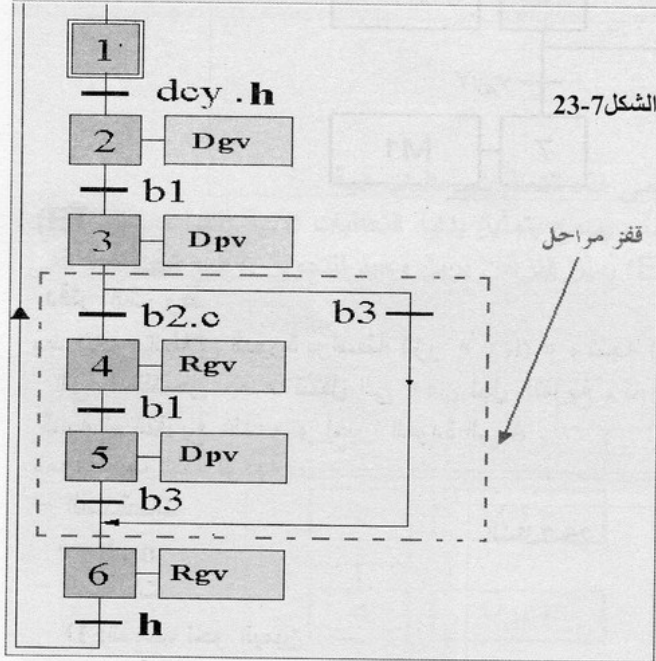 1
dcy . h
الشكل7-23
2 Dgv
b1
3 Dpv
قفز مراحل
b2.c b3
4 Rgv
b1
5 Dpv
b3
6 Rgv
h